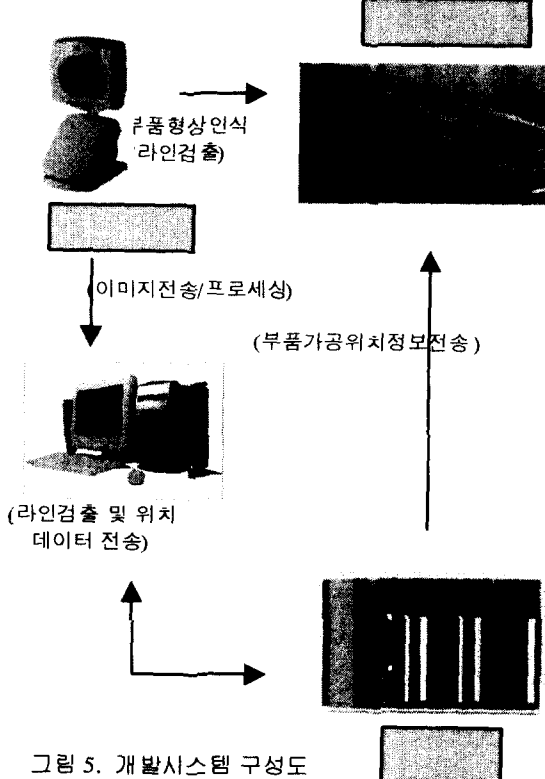 부품형상인식
라인검출)
(이미지전송/프로세싱)
(부품가공위치정보전송)
(라인검출 및 위치
데이터 전송)
그림 5. 개발시스템 구성도